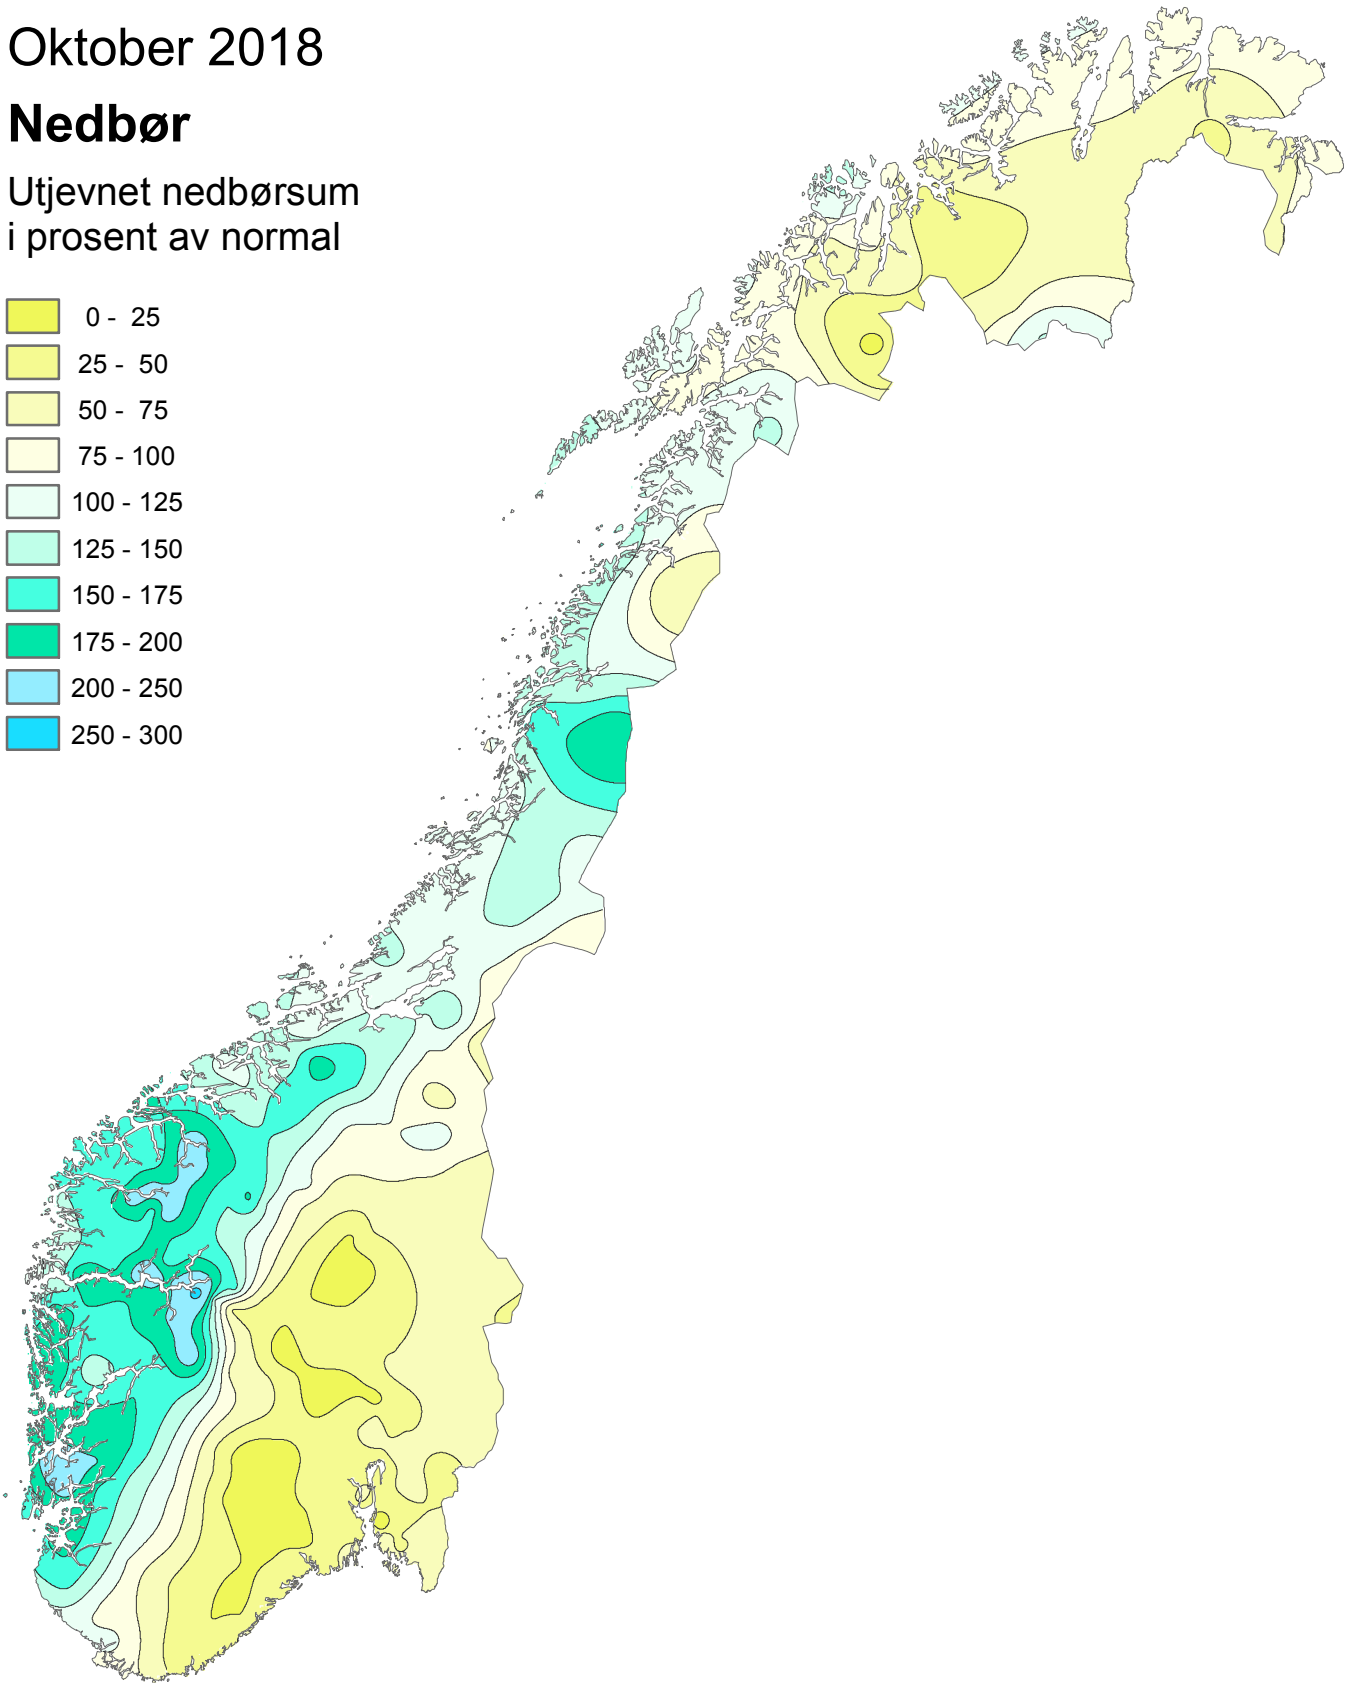 Oktober 2018
Nedbør
Utjevnet nedbørsum
i prosent av normal
0 - 25
25 - 50
50 - 75
75 - 100
100 - 125
125 - 150
150 - 175
175 - 200
200 - 250
250 - 300